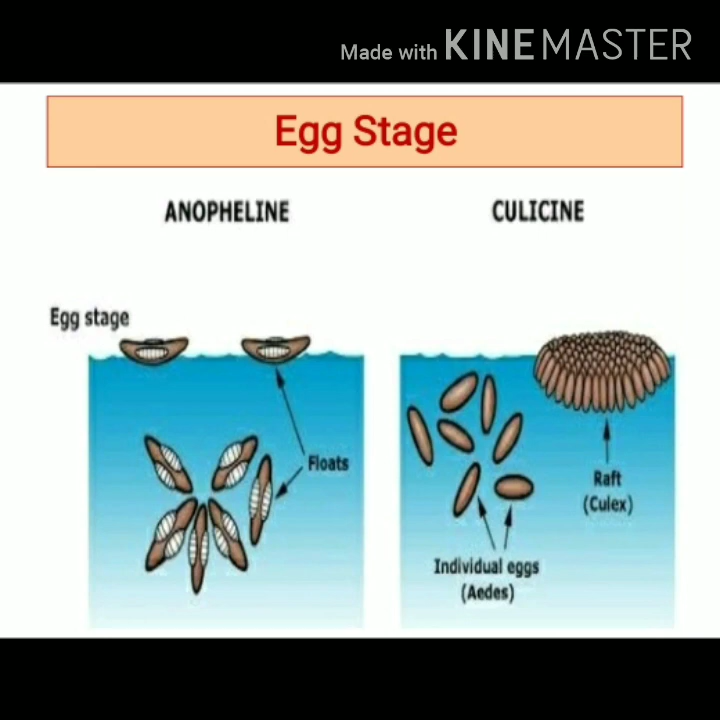 Made with KINEMASTER
Egg Stage
ANOPHELINE
CULICINE
Egg stage
Floats
Raft
(Culex)
Individual eggs
(Aedes)